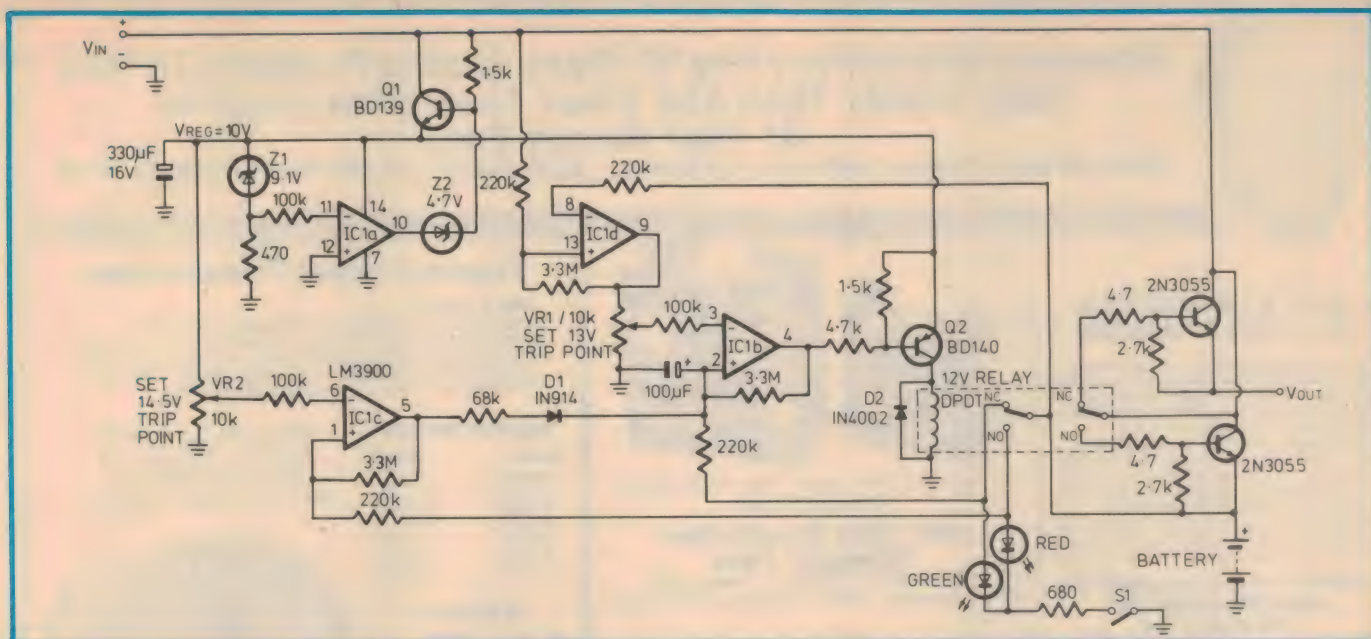 +
VIN
-
Q1
BD139
1·5k
VREG=10V
330µF
16V
Z1
9·1V
100k
11
-
14
IC1a
10
12
+
7
470
Z2
4·7V
220k
220k
8
-
9
IC1d
13
+
3·3M
VR1 / 10k
SET 13V
TRIP POINT
100k
3
-
IC1b
4
2
+
+
100µF
3·3M
1·5k
4·7k
Q2
BD140
D2
IN4002
12V RELAY
DPDT
NC
NO
NC
NO
4·7
2·7k
2N3055
VOUT
4·7
2·7k
2N3055
+
BATTERY
-
SET
14·5V
TRIP
POINT
VR2
10k
100k
LM3900
6
-
IC1c
5
1
+
3·3M
220k
68k
D1
IN914
220k
RED
GREEN
680
S1